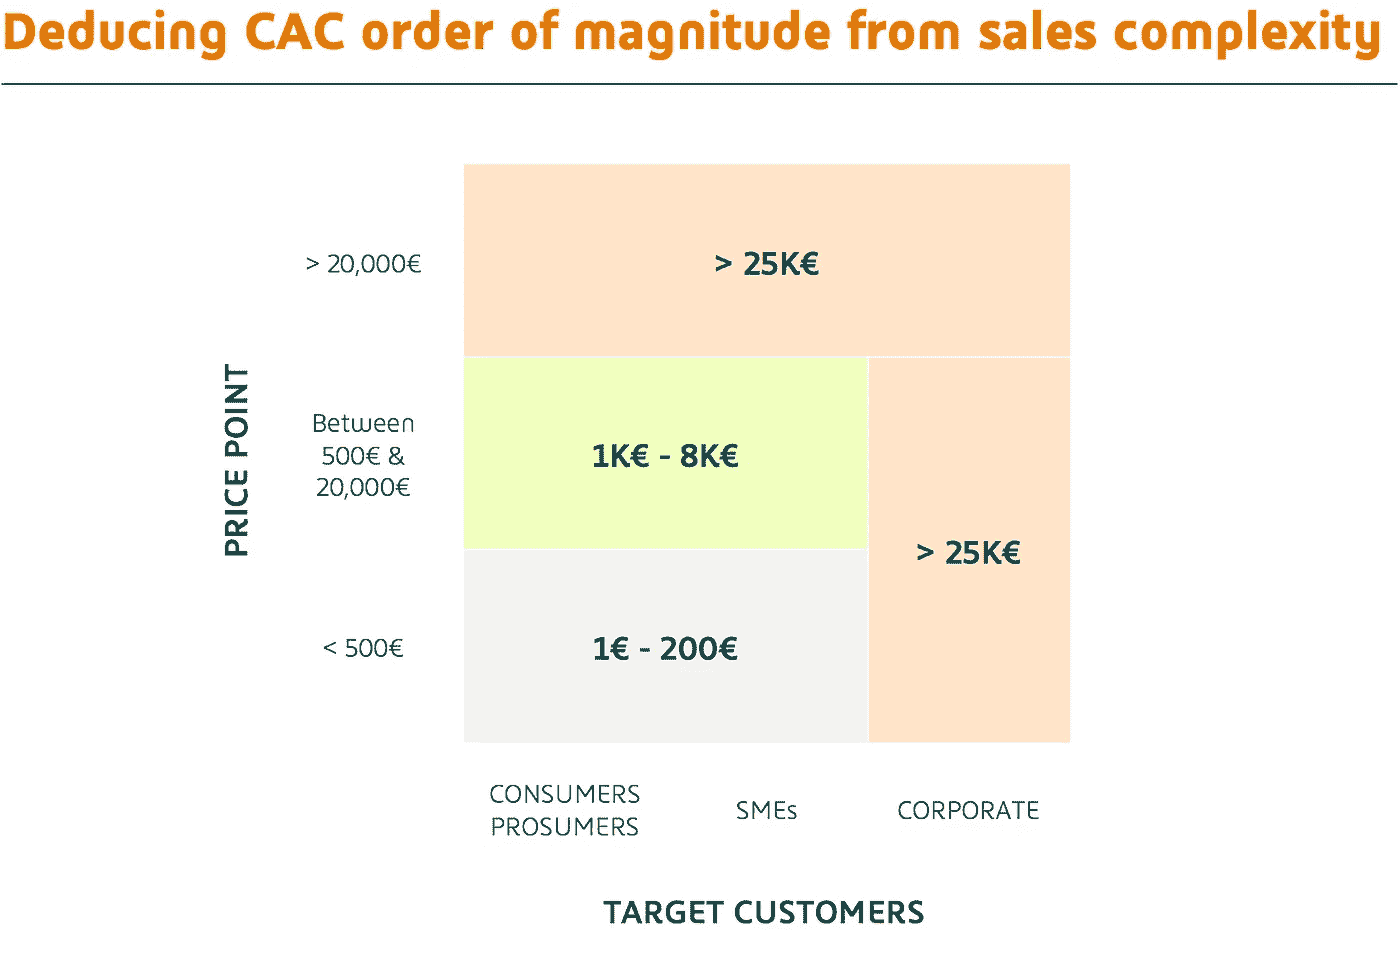 Deducing CAC order of magnitude from sales complexity
> 20,000€
> 25K€
PRICE POINT
Between
500€ &
20,000€
1K€ - 8K€
> 25K€
< 500€
1€ - 200€
CONSUMERS
PROSUMERS
SMEs
CORPORATE
TARGET CUSTOMERS